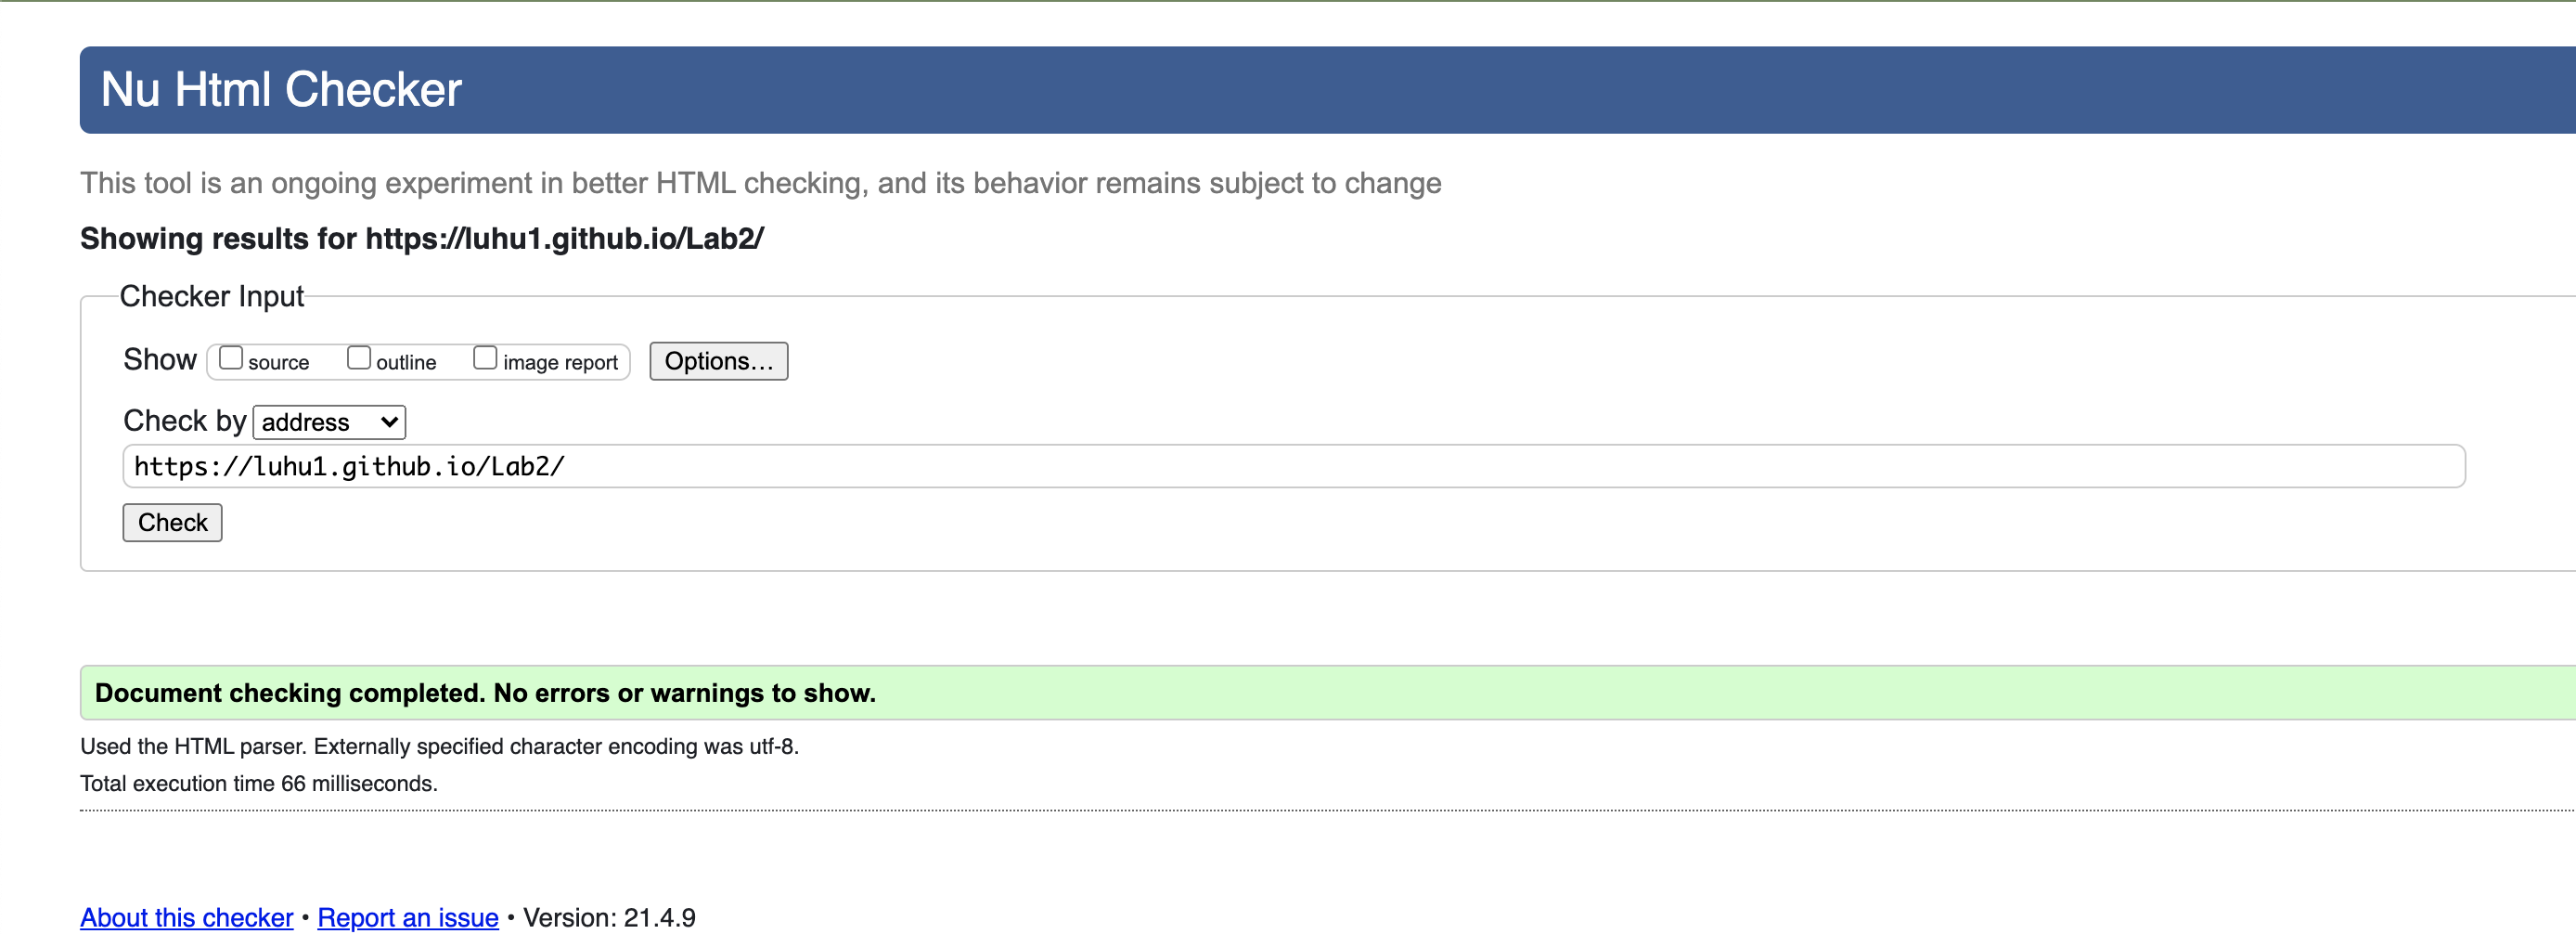 Nu Html Checker
This tool is an ongoing experiment in better HTML checking, and its behavior remains subject to change
Showing results for https://luhu1.github.io/Lab2/
Checker Input
Show source outline image report Options...
Check by address
https://luhu1.github.io/Lab2/
Check
Document checking completed. No errors or warnings to show.
Used the HTML parser. Externally specified character encoding was utf-8.
Total execution time 66 milliseconds.
About this checker • Report an issue • Version: 21.4.9